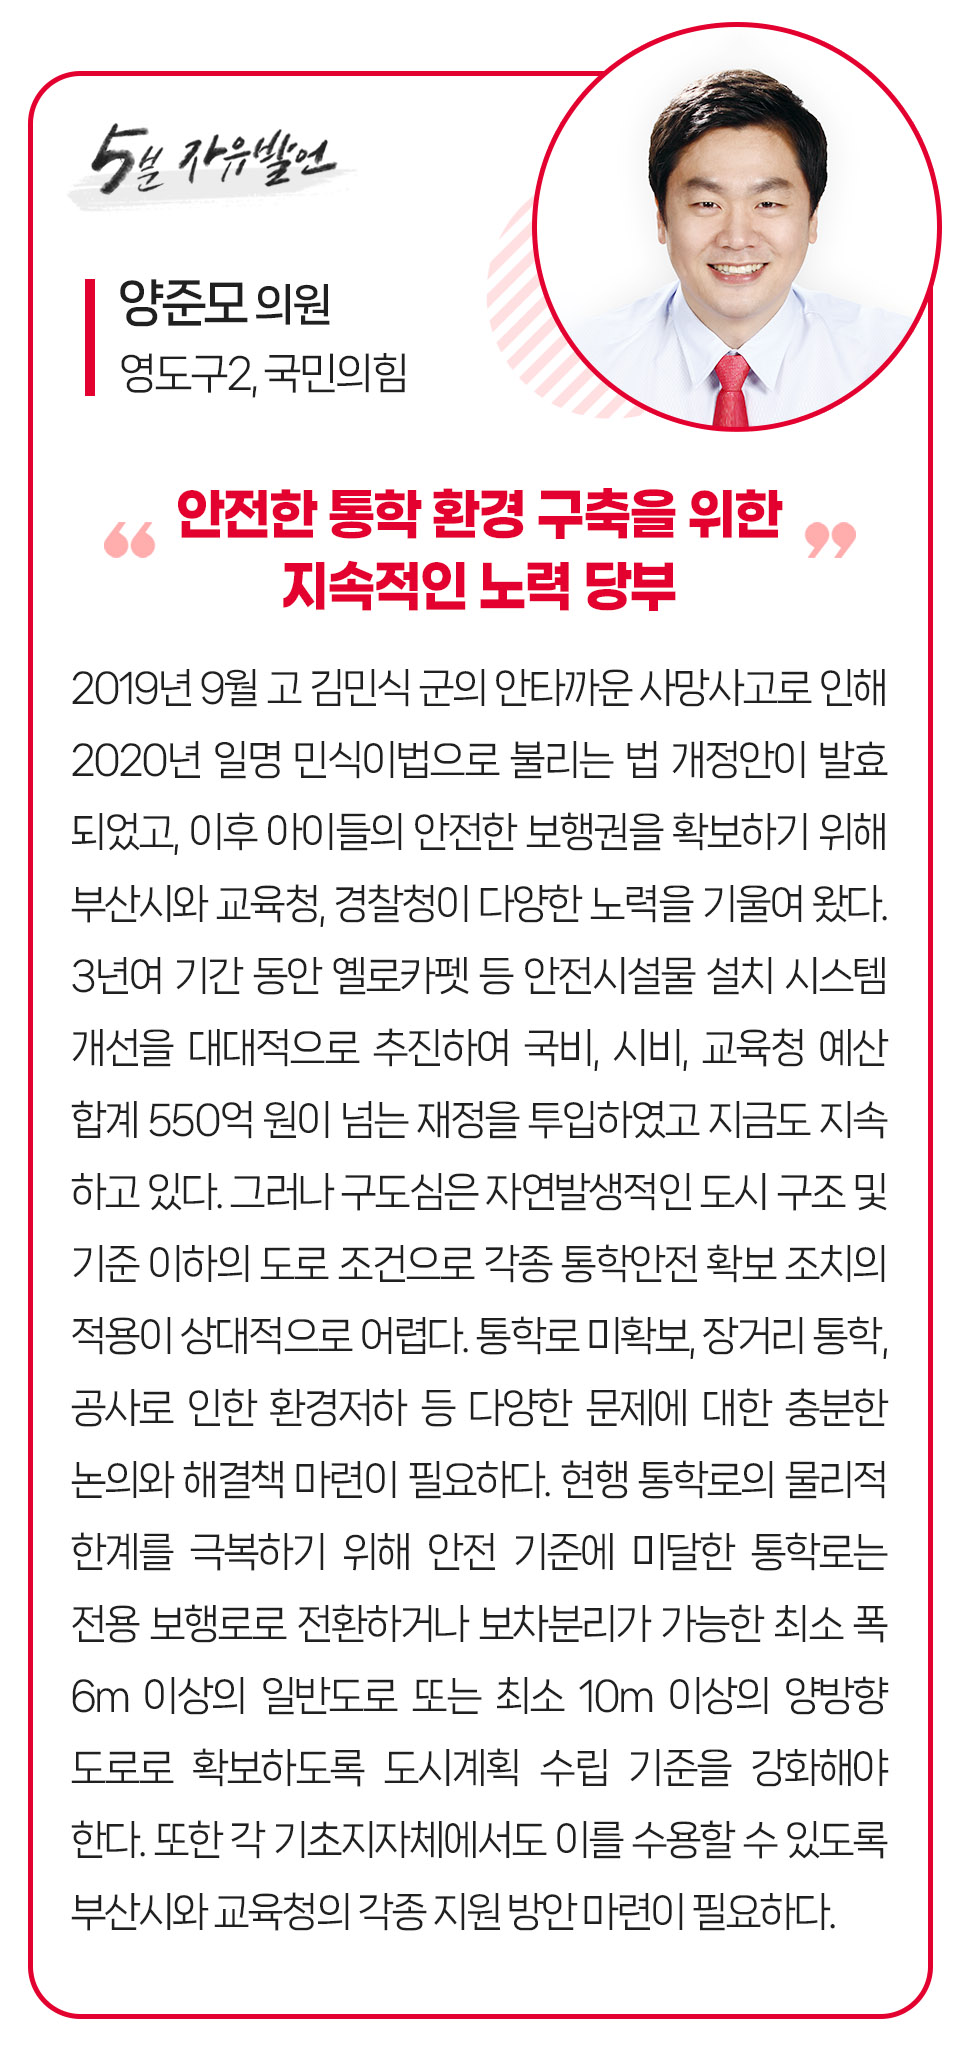 5분 자유발언
양준모 의원
영도구2, 국민의힘
“ 안전한 통학 환경 구축을 위한 ”
지속적인 노력 당부
2019년 9월 고 김민식 군의 안타까운 사망사고로 인해
2020년 일명 민식이법으로 불리는 법 개정안이 발효
되었고, 이후 아이들의 안전한 보행권을 확보하기 위해
부산시와 교육청, 경찰청이 다양한 노력을 기울여 왔다.
3년여 기간 동안 옐로카펫 등 안전시설물 설치 시스템
개선을 대대적으로 추진하여 국비, 시비, 교육청 예산
합계 550억 원이 넘는 재정을 투입하였고 지금도 지속
하고 있다. 그러나 구도심은 자연발생적인 도시 구조 및
기준 이하의 도로 조건으로 각종 통학안전 확보 조치의
적용이 상대적으로 어렵다. 통학로 미확보, 장거리 통학,
공사로 인한 환경저하 등 다양한 문제에 대한 충분한
논의와 해결책 마련이 필요하다. 현행 통학로의 물리적
한계를 극복하기 위해 안전 기준에 미달한 통학로는
전용 보행로로 전환하거나 보차분리가 가능한 최소 폭
6m 이상의 일반도로 또는 최소 10m 이상의 양방향
도로로 확보하도록 도시계획 수립 기준을 강화해야
한다. 또한 각 기초지자체에서도 이를 수용할 수 있도록
부산시와 교육청의 각종 지원 방안 마련이 필요하다.